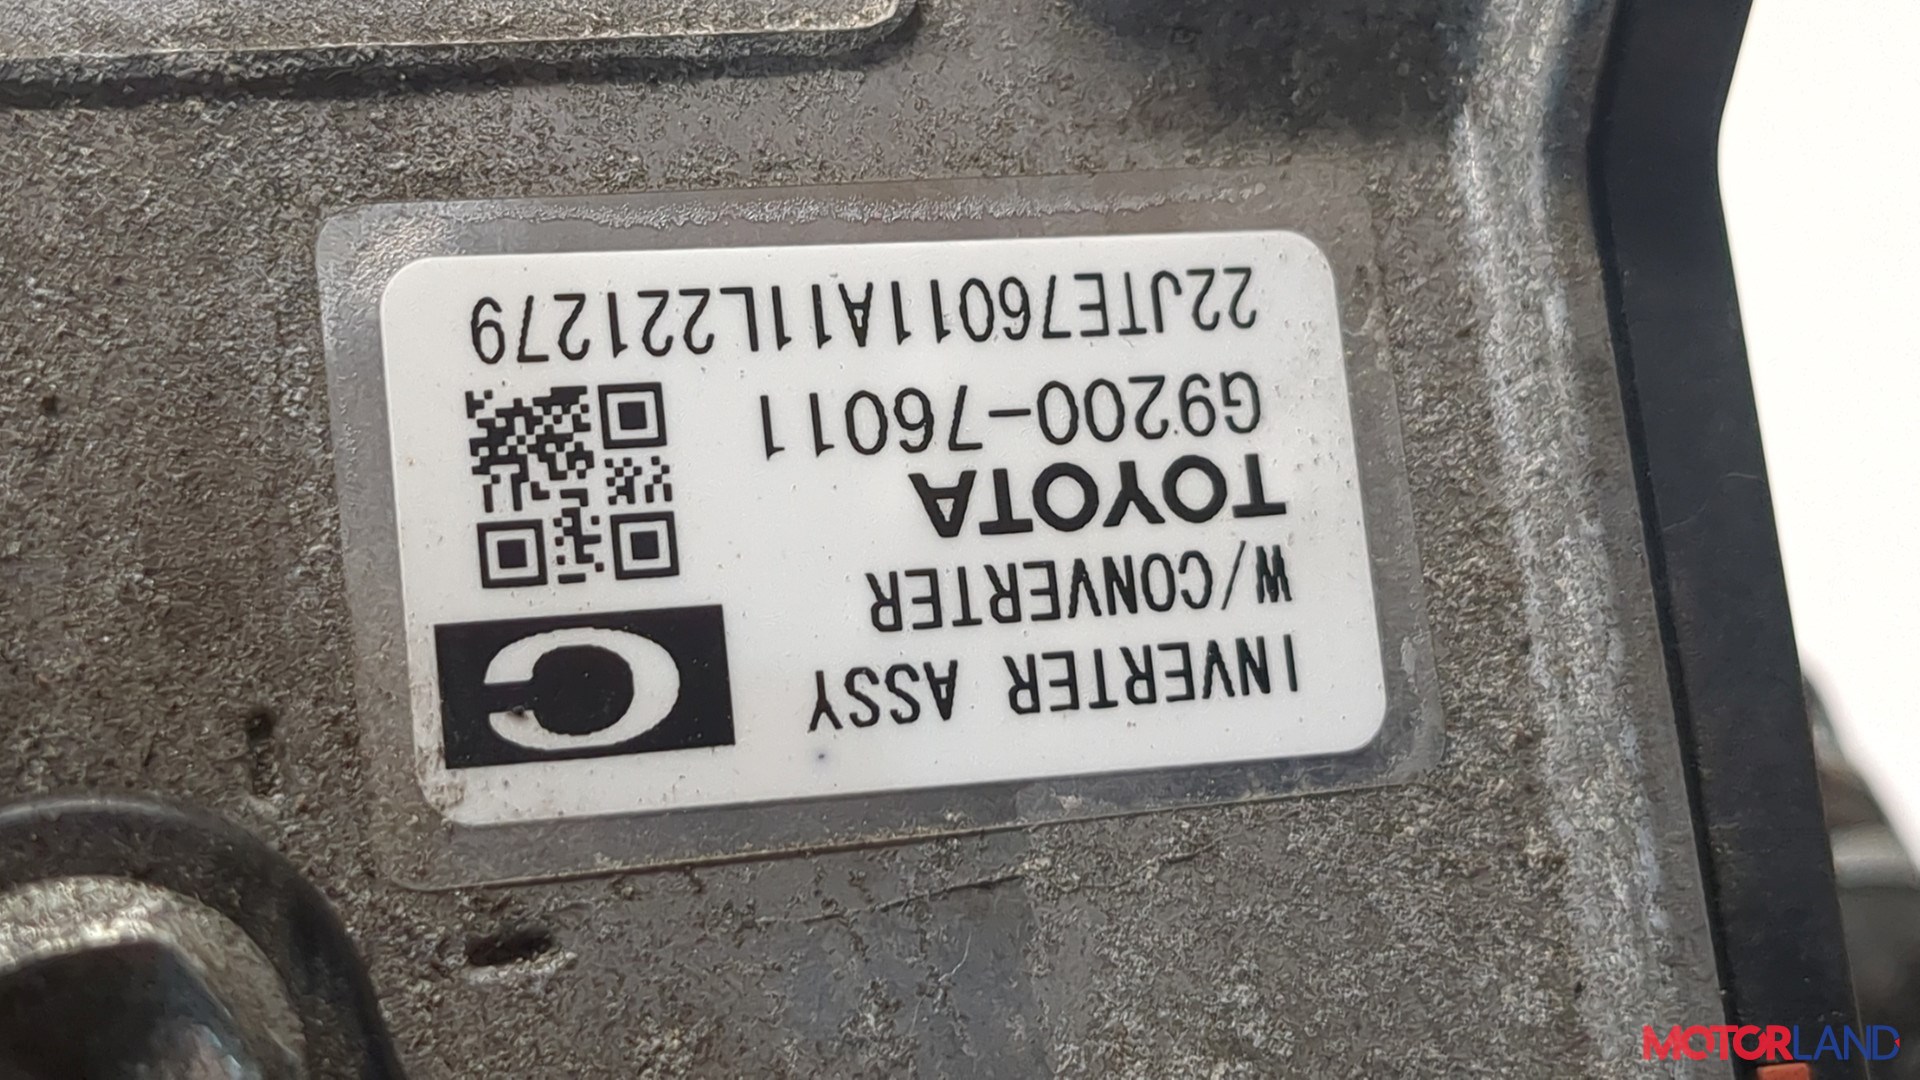 INVERTER ASSY
W/CONVERTER
TOYOTA
G9200-76011
22JTE76011A11L221279
C
MOTORLAND